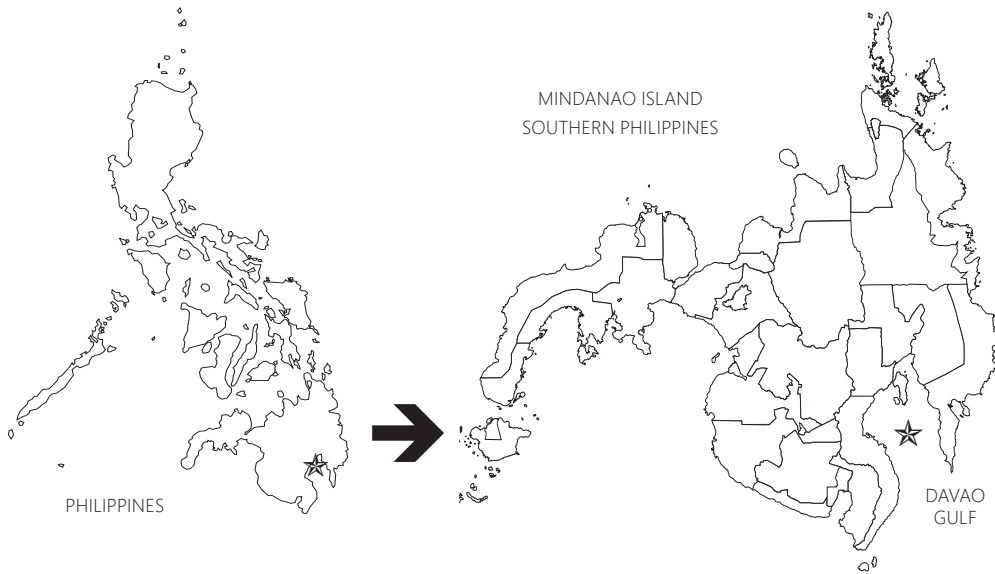 MINDANAO ISLAND
SOUTHERN PHILIPPINES
PHILIPPINES
DAVAO
GULF